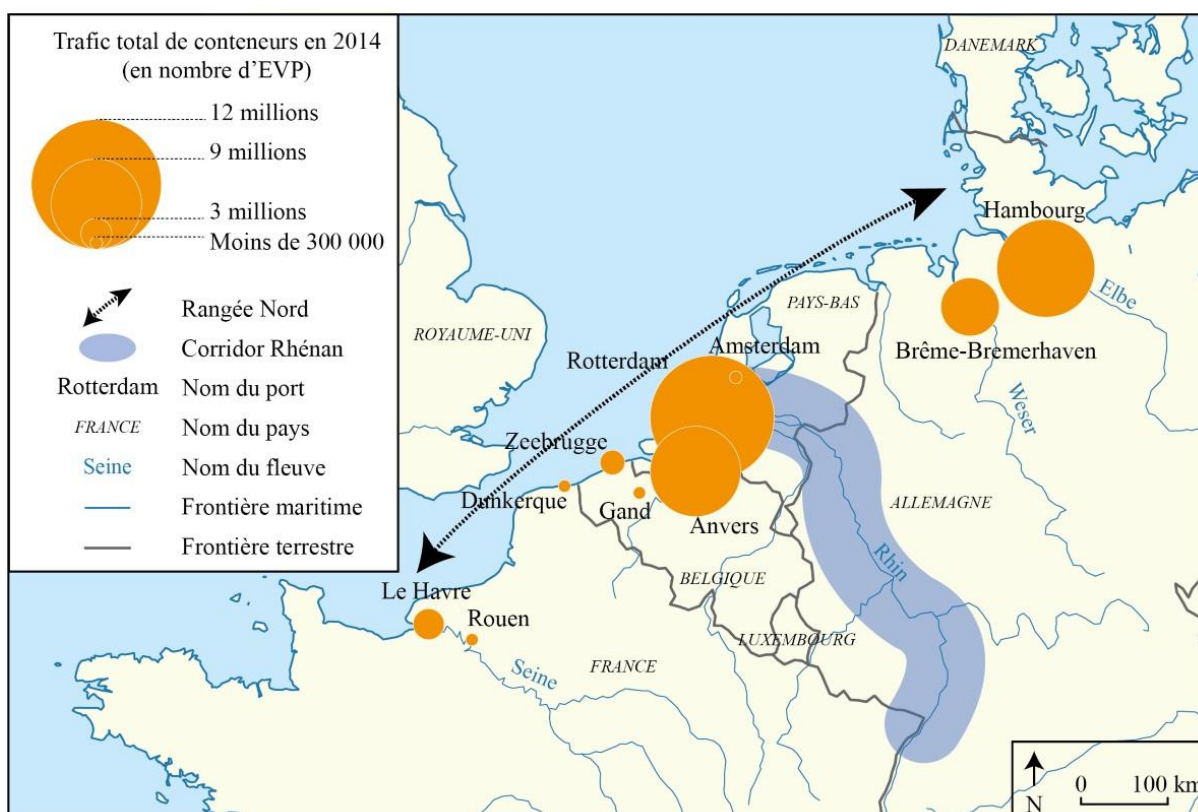 Trafic total de conteneurs en 2014
(en nombre d'EVP)
12 millions
9 millions
3 millions
Moins de 300 000
Rangée Nord
Corridor Rhénan
Rotterdam Nom du port
FRANCE Nom du pays
Seine Nom du fleuve
Frontière maritime
Frontière terrestre
DANEMARK
Hambourg
Elbe
PAYS-BAS
ROYAUME-UNI
Amsterdam
Rotterdam
Brême-Bremerhaven
Weser
Zeebrugge
Dunkerque
Gand
Anvers
ALLEMAGNE
Rhin
BELGIQUE
Le Havre
Rouen
LUXEMBOURG
FRANCE
Seine
N
0 100 km